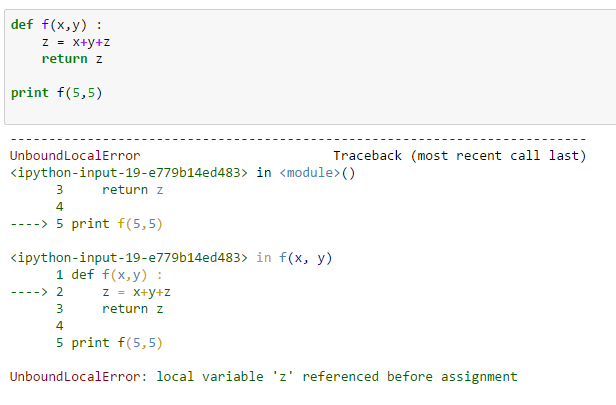 def f(x,y) :
    z = x+y+z
    return z

print f(5,5)

---------------------------------------------------------------------------
UnboundLocalError                         Traceback (most recent call last)
<ipython-input-19-e779b14ed483> in <module>()
      3     return z
      4
----> 5 print f(5,5)

<ipython-input-19-e779b14ed483> in f(x, y)
      1 def f(x,y) :
----> 2     z = x+y+z
      3     return z
      4
      5 print f(5,5)

UnboundLocalError: local variable 'z' referenced before assignment